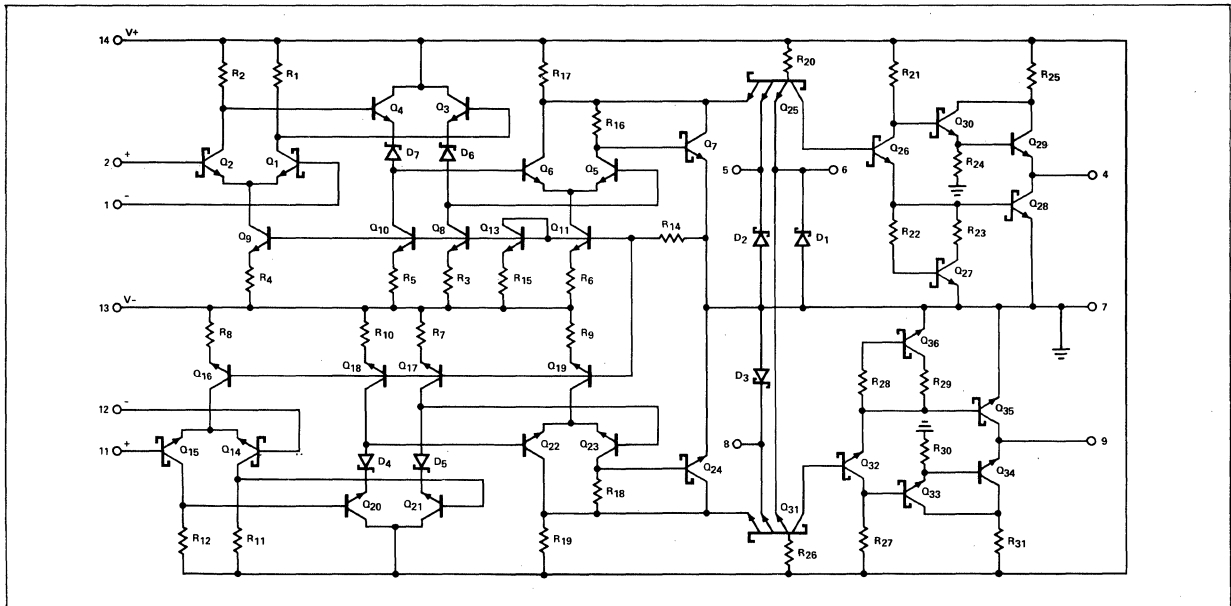 14 V+
R2 R1 R17 R20 R21 R25
Q4 Q3 Q25 Q30
R16
Q7 R24 Q29
D7 D6
2 + Q2 Q1 Q6 Q5 5 6 Q26 4
1 - Q28
Q9 Q10 Q8 Q13 Q11 R14 D2 D1 R22 R23
R4 R5 R3 R15 R6 Q27
13 V- 7
R8 R10 R7 R9 Q36
Q16 Q18 Q17 Q19 D3 R28 R29
12 - Q35
11 + Q15 Q14 Q22 Q23 8 R30 9
D4 D5 Q24 Q32 Q34
Q20 Q21 R18 Q31 Q33
R12 R11 R19 R26 R27 R31